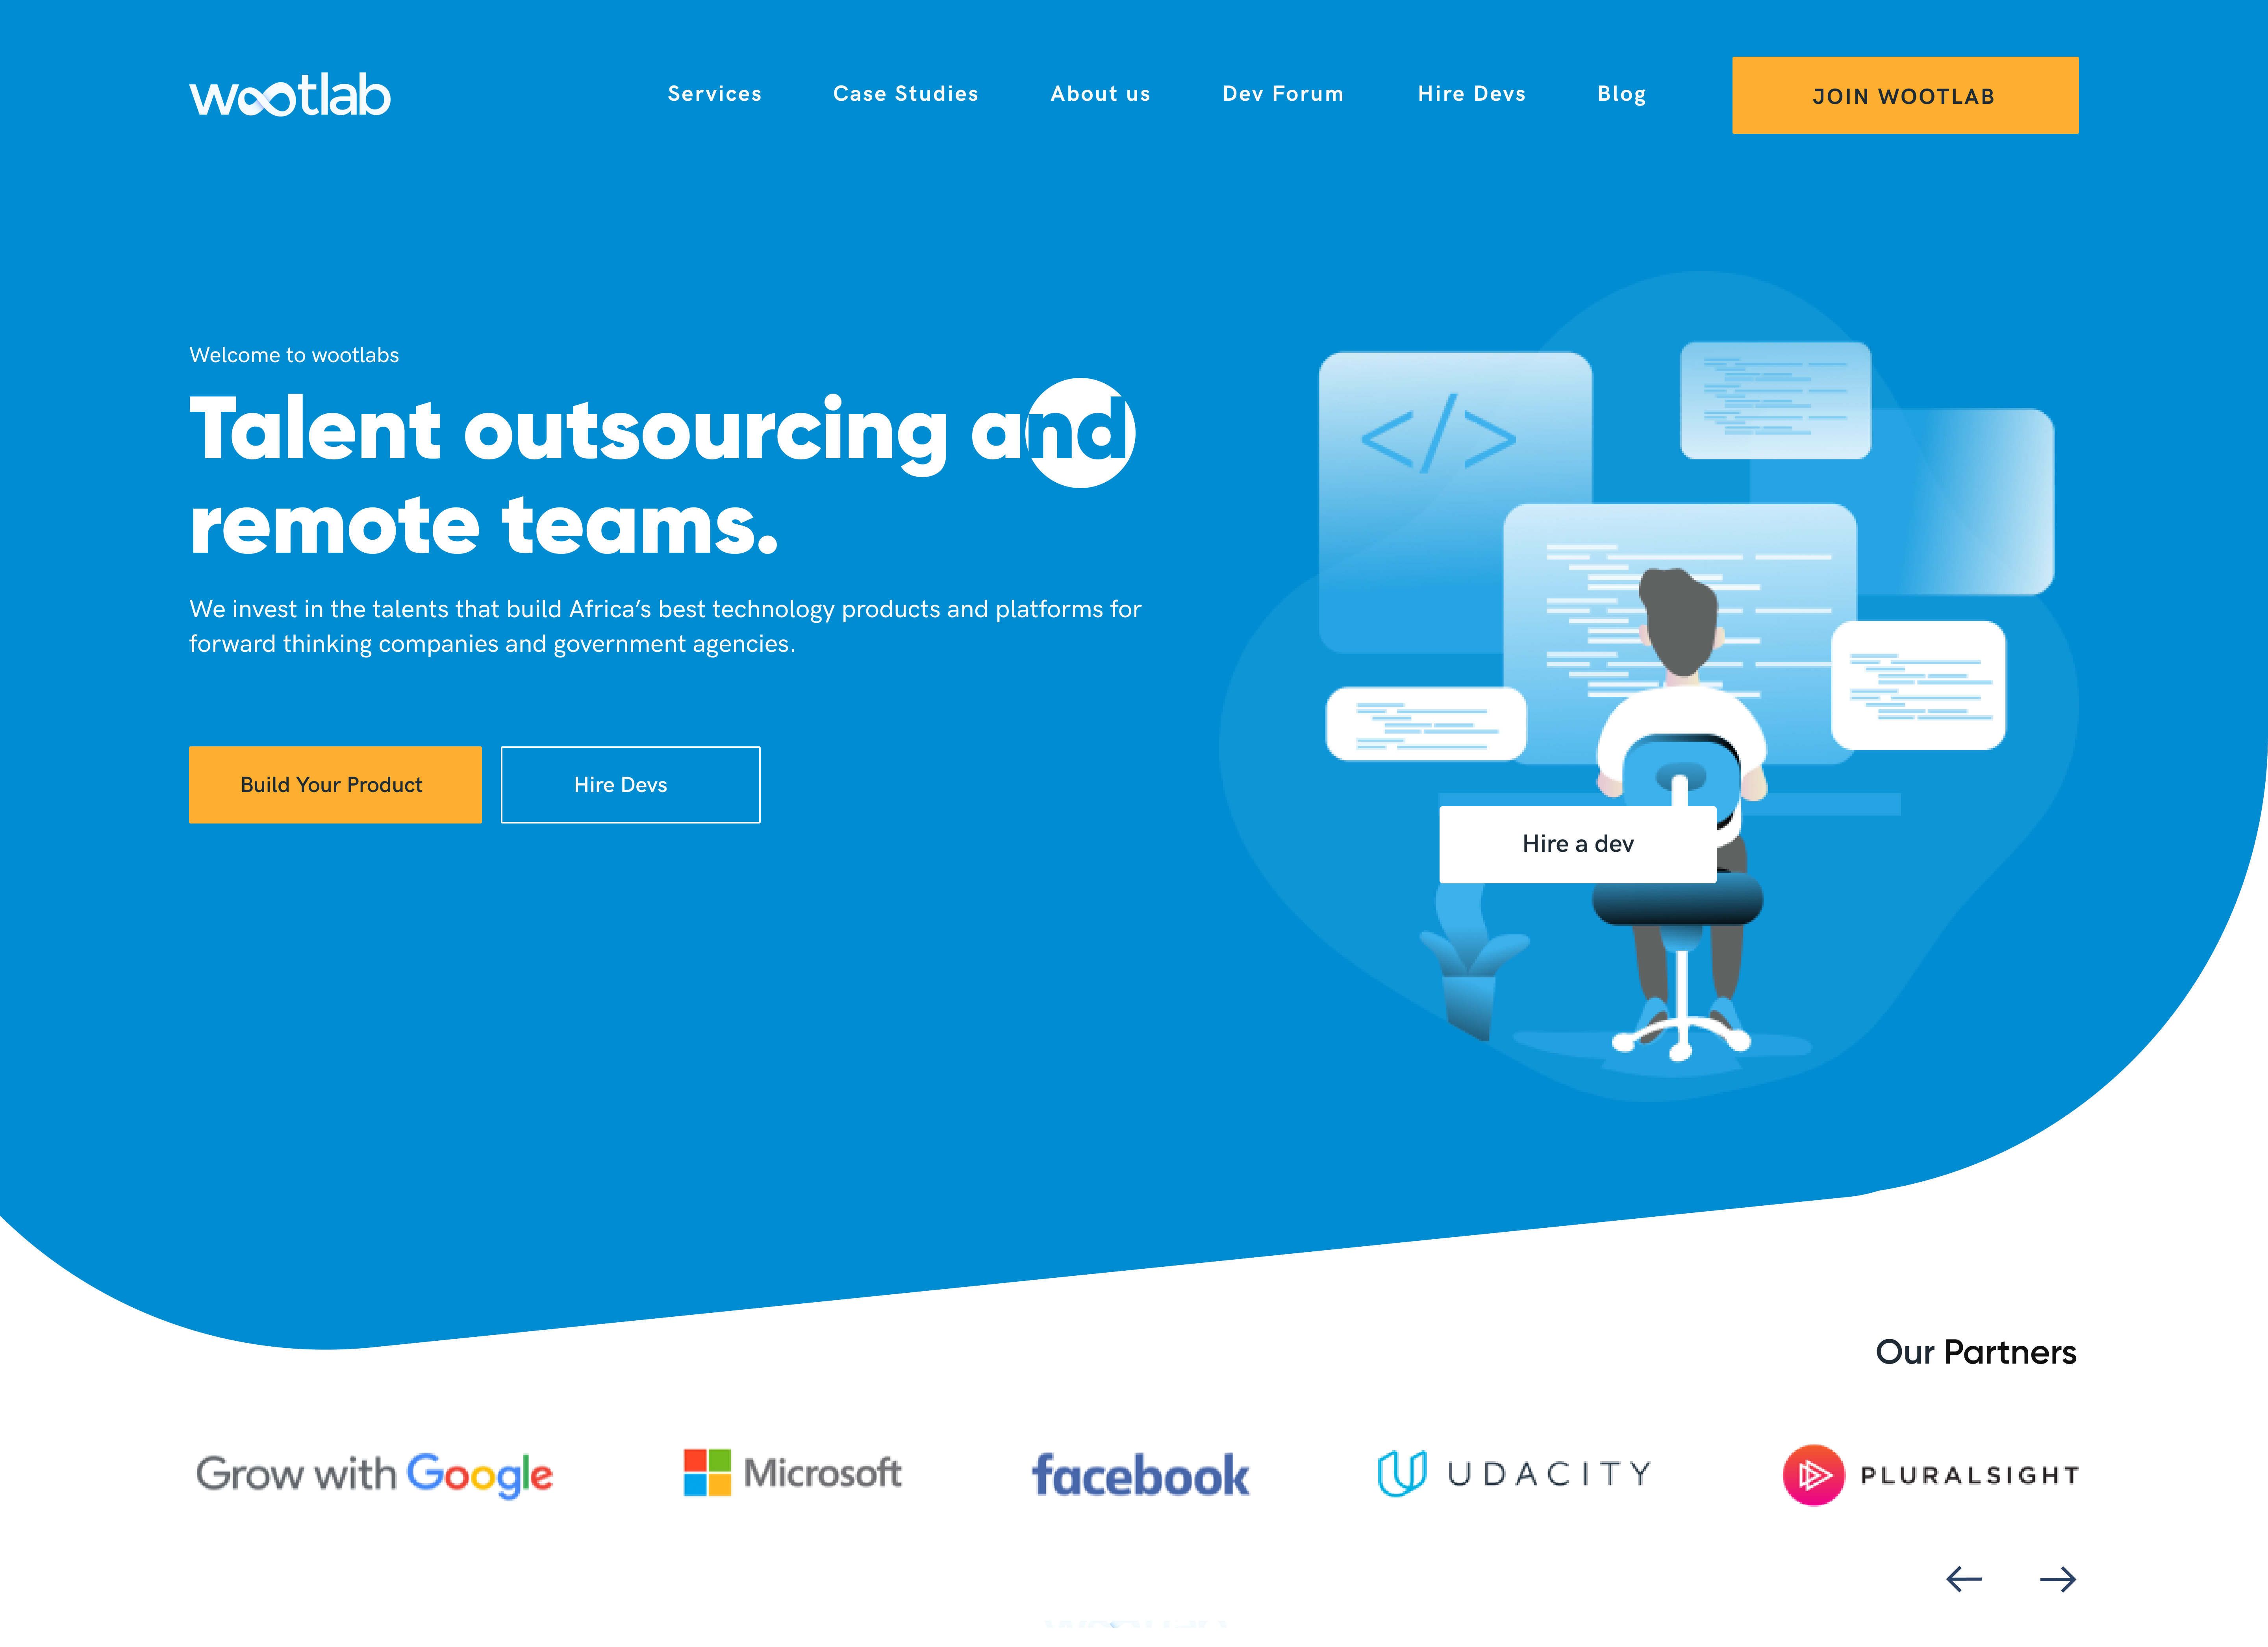 wootlab
Services
Case Studies
About us
Dev Forum
Hire Devs
Blog
JOIN WOOTLAB
Welcome to wootlabs
Talent outsourcing and
remote teams.
We invest in the talents that build Africa’s best technology products and platforms for
forward thinking companies and government agencies.
Build Your Product
Hire Devs
</>
Hire a dev
Our Partners
Grow with Google
Microsoft
facebook
UDACITY
PLURALSIGHT